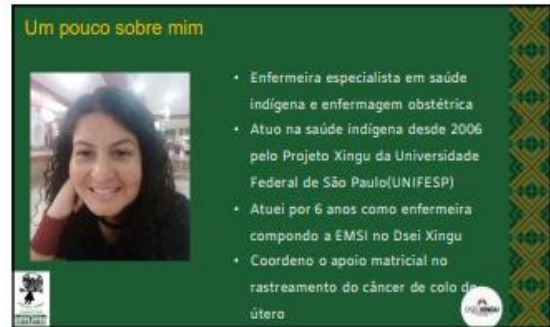 Um pouco sobre mim
• Enfermeira especialista em saúde
indígena e enfermagem obstétrica
• Atuo na saúde indígena desde 2006
pelo Projeto Xingu da Universidade
Federal de São Paulo(UNIFESP)
• Atuei por 6 anos como enfermeira
compondo a EMSI no Dsei Xingu
• Coordeno o apoio matricial no
rastreamento do câncer de colo de
útero